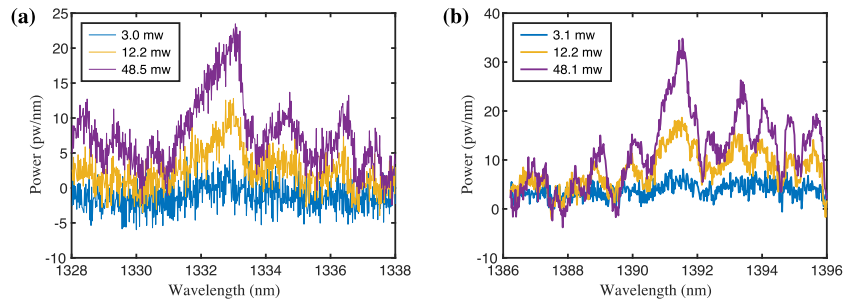 (a)
25
20
15
10
5
0
-5
-10
Power (pw/nm)
3.0 mw
12.2 mw
48.5 mw
1328
1330
1332
1334
1336
1338
Wavelength (nm)
(b)
40
30
20
10
0
-10
Power (pw/nm)
3.1 mw
12.2 mw
48.1 mw
1386
1388
1390
1392
1394
1396
Wavelength (nm)